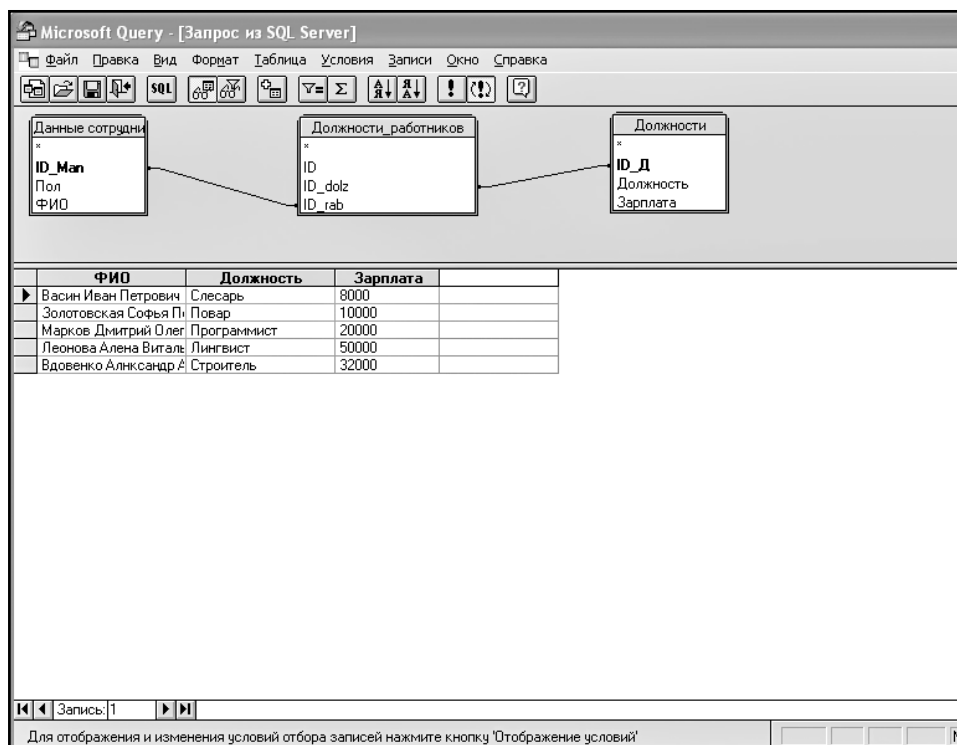 Microsoft Query - [Запрос из SQL Server]
Файл Правка Вид Формат Таблица Условия Записи Окно Справка
SQL
Данные сотрудни
*
ID_Man
Пол
ФИО
Должности_работников
*
ID
ID_dolz
ID_rab
Должности
*
ID_Д
Должность
Зарплата
ФИО Должность Зарплата
Васин Иван Петрович Слесарь 8000
Золотовская Софья П Повар 10000
Марков Дмитрий Олег Программист 20000
Леонова Алена Виталь Лингвист 50000
Вдовенко Алнксандр А Строитель 32000
Запись: 1
Для отображения и изменения условий отбора записей нажмите кнопку 'Отображение условий'